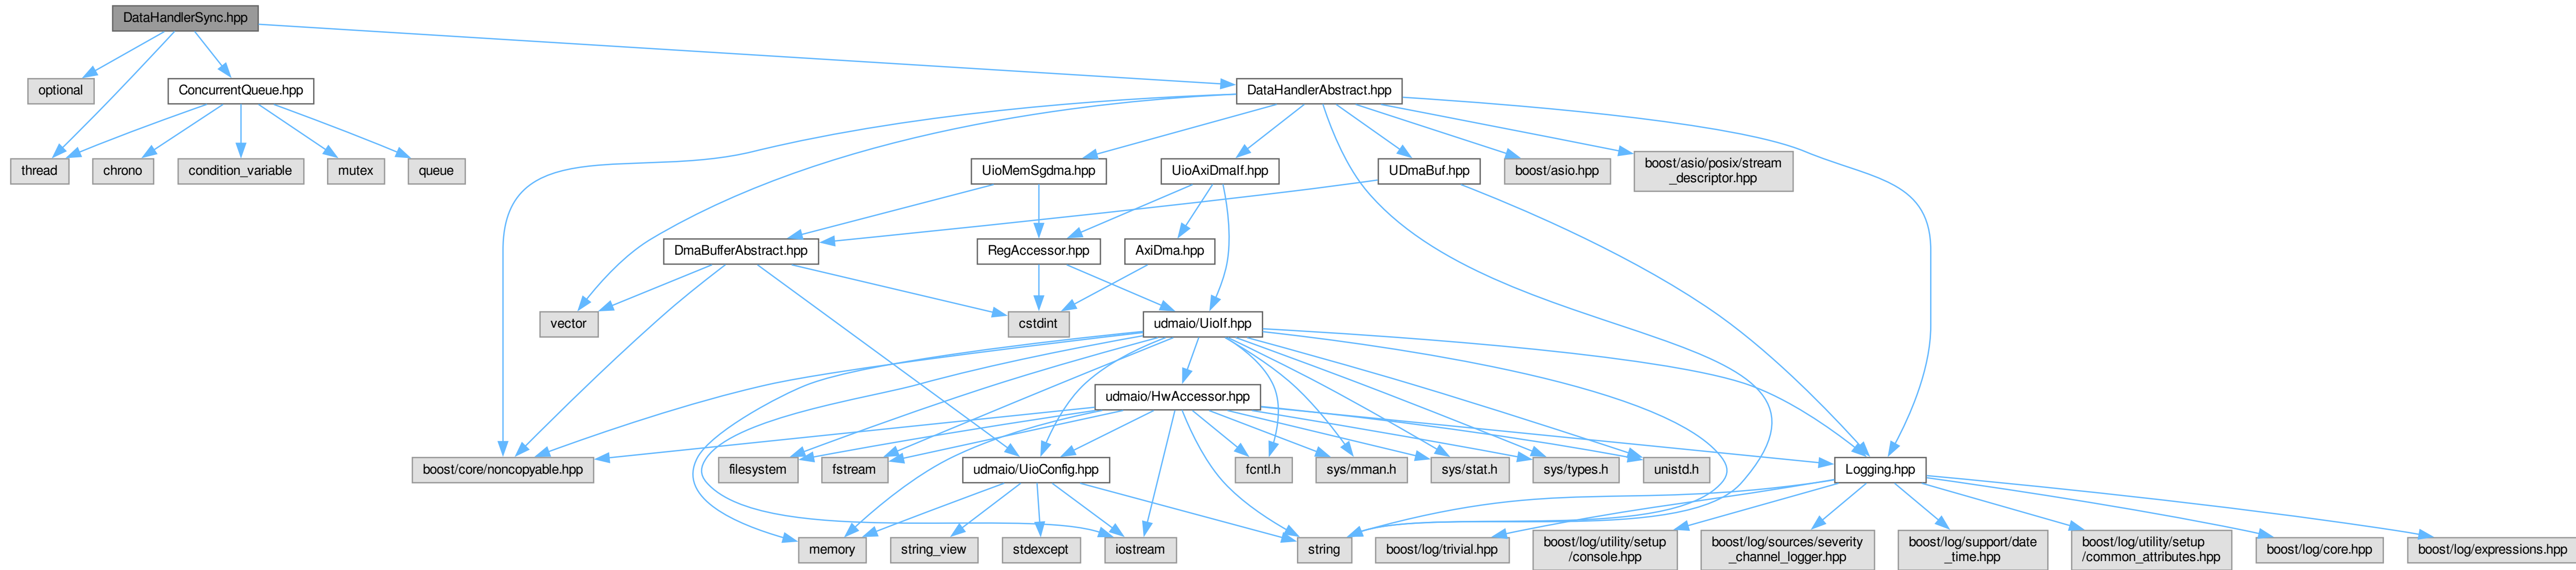 DataHandlerSync.hpp
optional
ConcurrentQueue.hpp
DataHandlerAbstract.hpp
thread
chrono
condition_variable
mutex
queue
UioMemSgdma.hpp
UioAxiDmaIf.hpp
UDmaBuf.hpp
boost/asio.hpp
boost/asio/posix/stream
_descriptor.hpp
DmaBufferAbstract.hpp
RegAccessor.hpp
AxiDma.hpp
vector
cstdint
udmaio/UioIf.hpp
udmaio/HwAccessor.hpp
boost/core/noncopyable.hpp
filesystem
fstream
udmaio/UioConfig.hpp
fcntl.h
sys/mman.h
sys/stat.h
sys/types.h
unistd.h
Logging.hpp
memory
string_view
stdexcept
iostream
string
boost/log/trivial.hpp
boost/log/utility/setup
/console.hpp
boost/log/sources/severity
_channel_logger.hpp
boost/log/support/date
_time.hpp
boost/log/utility/setup
/common_attributes.hpp
boost/log/core.hpp
boost/log/expressions.hpp